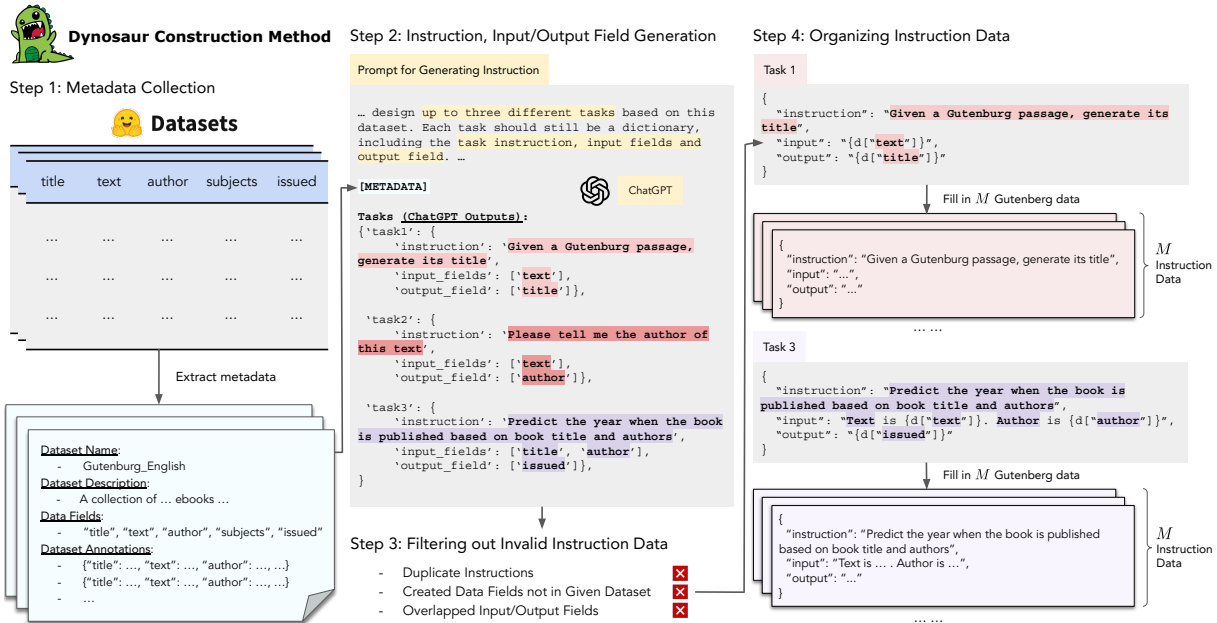 Dynosaur Construction Method
Step 1: Metadata Collection
Datasets
title text author subjects issued
... ... ... ... ...
... ... ... ... ...
... ... ... ... ...
Extract metadata
Dataset Name:
- Gutenburg_English
Dataset Description:
- A collection of ... ebooks ...
Data Fields:
- “title”, “text”, “author”, “subjects”, “issued”
Dataset Annotations:
- {“title”: ..., “text”: ..., “author”: ..., ...}
- {“title”: ..., “text”: ..., “author”: ..., ...}
- ...
Step 2: Instruction, Input/Output Field Generation
Prompt for Generating Instruction
… design up to three different tasks based on this
dataset. Each task should still be a dictionary,
including the task instruction, input fields and
output field. …
[METADATA]
ChatGPT
Tasks (ChatGPT Outputs):
{‘task1’: {
‘instruction’: ‘Given a Gutenburg passage,
generate its title’,
‘input_fields’: [‘text’],
‘output_field’: [‘title’]},
‘task2’: {
‘instruction’: ‘Please tell me the author of
this text’,
‘input_fields’: [‘text’],
‘output_field’: [‘author’]},
‘task3’: {
‘instruction’: ‘Predict the year when the book
is published based on book title and authors’,
‘input_fields’: [‘title’, ‘author’],
‘output_field’: [‘issued’]},
}
Step 3: Filtering out Invalid Instruction Data
- Duplicate Instructions
- Created Data Fields not in Given Dataset
- Overlapped Input/Output Fields
Step 4: Organizing Instruction Data
Task 1
{
“instruction”: “Given a Gutenburg passage, generate its
title”,
“input”: “{d[“text”]}”,
“output”: “{d[“title”]}”
}
Fill in M Gutenberg data
{
“instruction”: “Given a Gutenburg passage, generate its title”,
“input”: “...”,
“output”: “...”
}
M
Instruction
Data
... ...
Task 3
{
“instruction”: “Predict the year when the book is
published based on book title and authors”,
“input”: “Text is {d[“text”]}. Author is {d[“author”]}”,
“output”: “{d[“issued”]}”
}
Fill in M Gutenberg data
{
“instruction”: “Predict the year when the book is published
based on book title and authors”,
“input”: “Text is ... . Author is ...”,
“output”: “...”
}
M
Instruction
Data
... ...